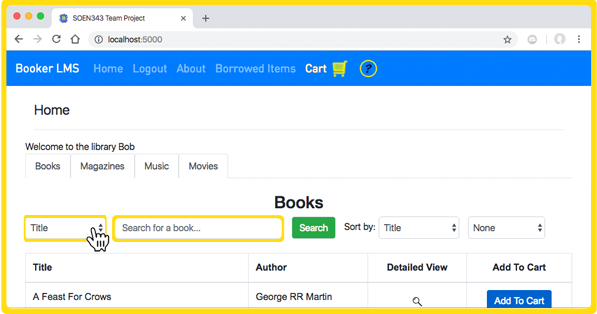 SOEN343 Team Project
localhost:5000
Booker LMS Home Logout About Borrowed Items Cart ?
Home
Welcome to the library Bob
Books Magazines Music Movies
Books
Title Search for a book... Search Sort by: Title None
Title Author Detailed View Add To Cart
A Feast For Crows George RR Martin Add To Cart